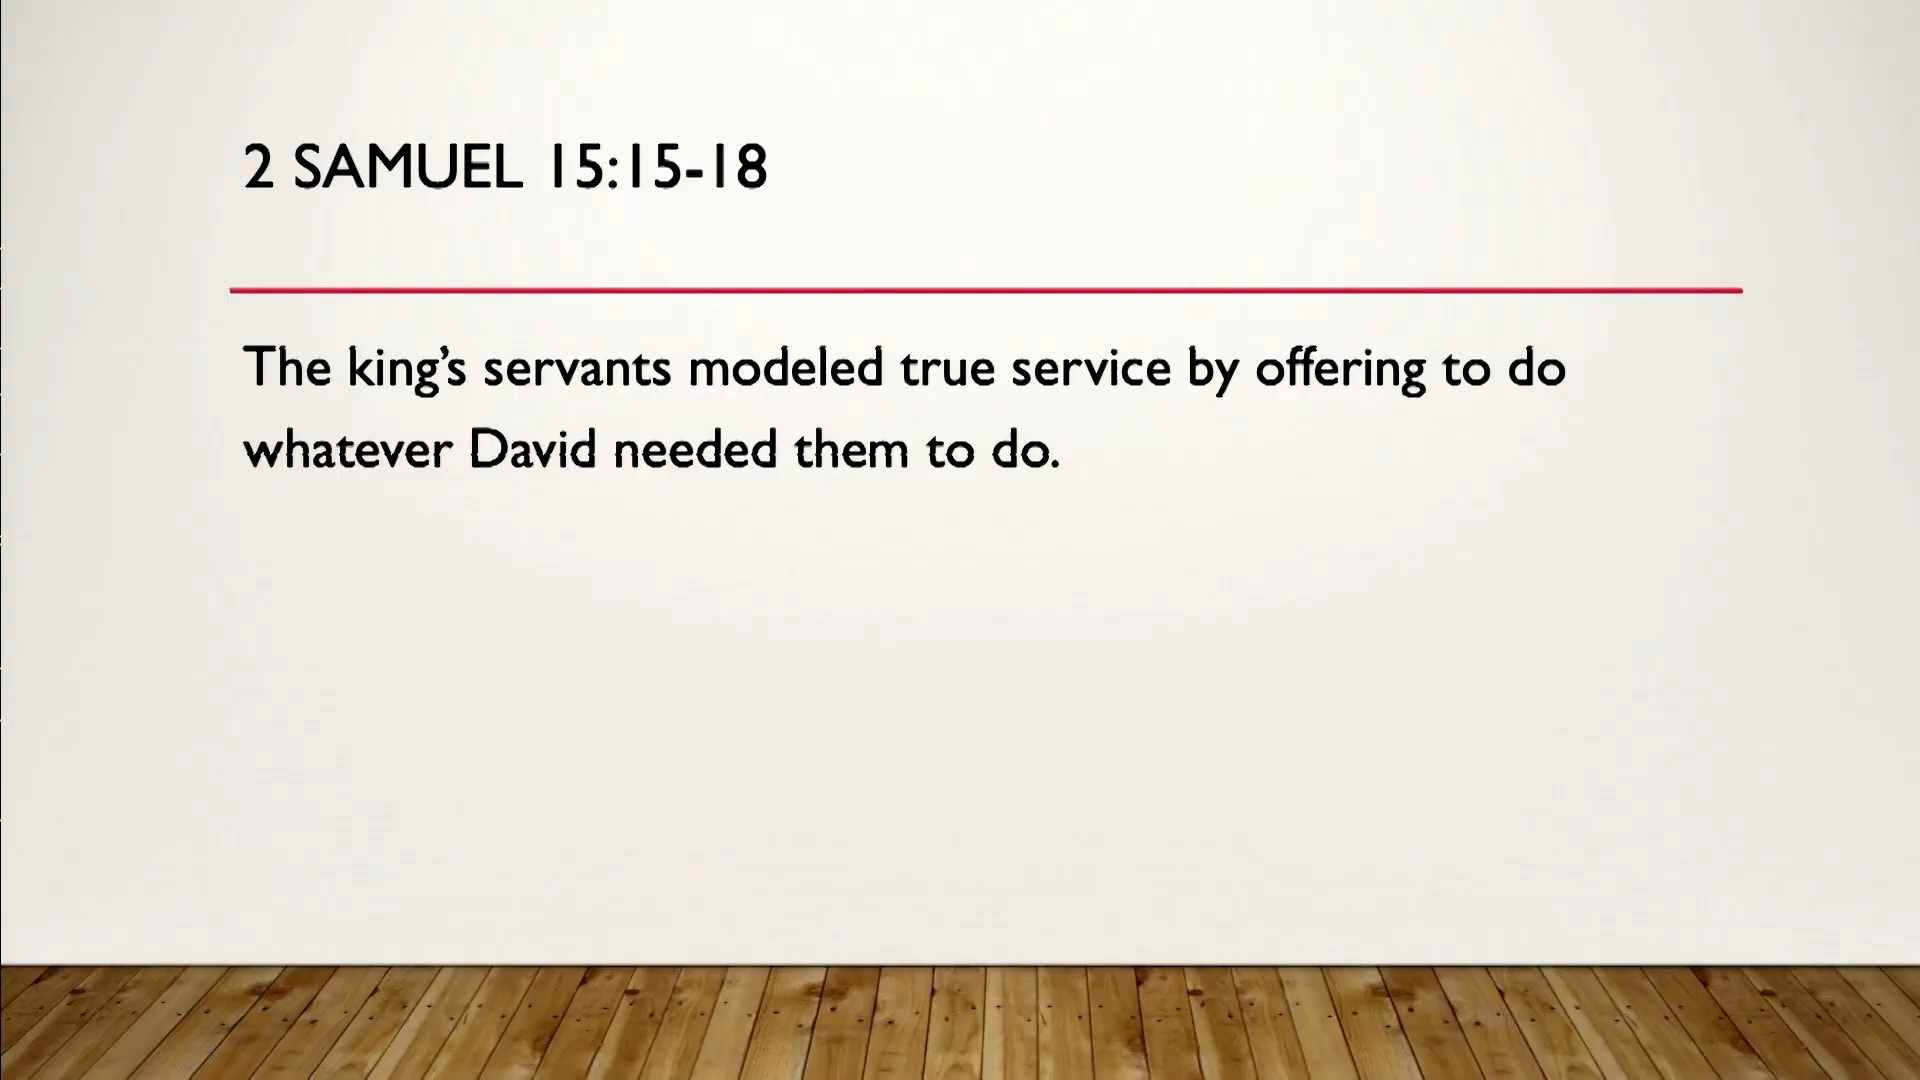 2 SAMUEL 15:15-18
The king’s servants modeled true service by offering to do
whatever David needed them to do.